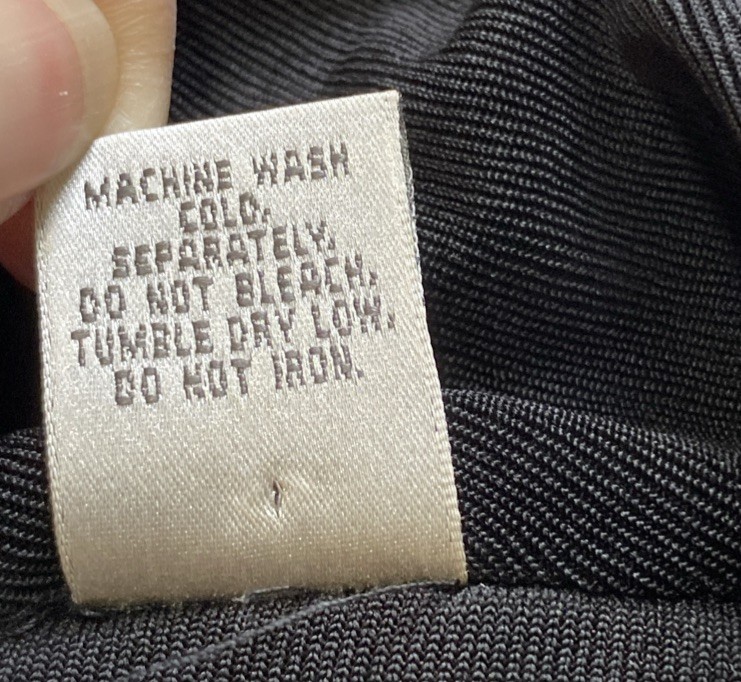 MACHINE WASH
COLD,
SEPARATELY.
DO NOT BLEACH.
TUMBLE DRY LOW.
DO NOT IRON.